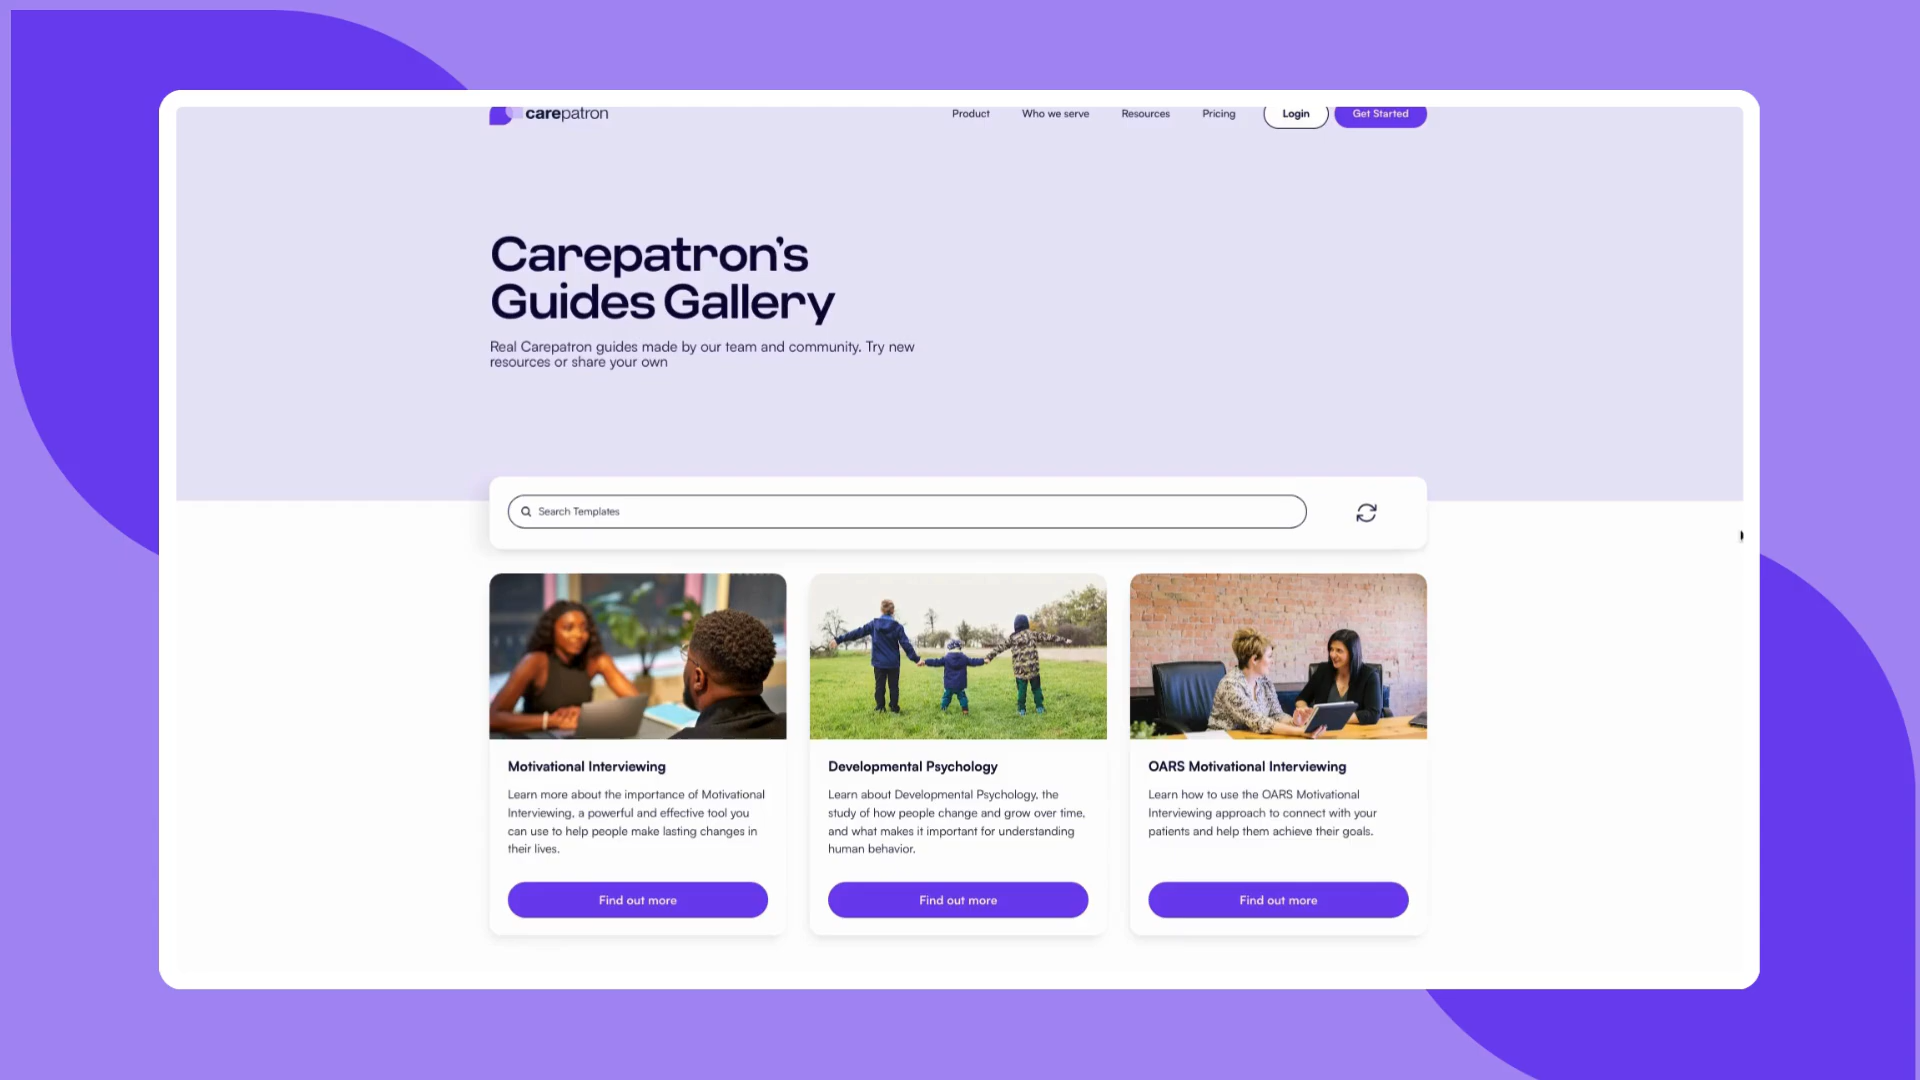 carepatron
Product Who we serve Resources Pricing Login Get Started
Carepatron's
Guides Gallery
Real Carepatron guides made by our team and community. Try new
resources or share your own
Search Templates
Motivational Interviewing
Learn more about the importance of Motivational
Interviewing, a powerful and effective tool you
can use to help people make lasting changes in
their lives.
Find out more
Developmental Psychology
Learn about Developmental Psychology, the
study of how people change and grow over time,
and what makes it important for understanding
human behavior.
Find out more
OARS Motivational Interviewing
Learn how to use the OARS Motivational
Interviewing approach to connect with your
patients and help them achieve their goals.
Find out more